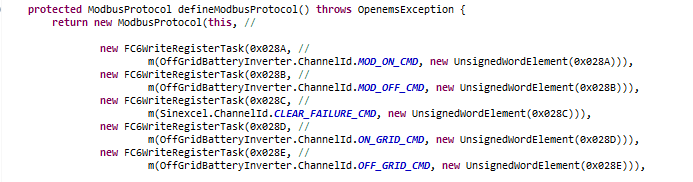 protected ModbusProtocol defineModbusProtocol() throws OpenemsException {
return new ModbusProtocol(this, //
new FC6WriteRegisterTask(0x028A, //
m(OffGridBatteryInverter.ChannelId.MOD_ON_CMD, new UnsignedWordElement(0x028A))),
new FC6WriteRegisterTask(0x028B, //
m(OffGridBatteryInverter.ChannelId.MOD_OFF_CMD, new UnsignedWordElement(0x028B))),
new FC6WriteRegisterTask(0x028C, //
m(Sinexcel.ChannelId.CLEAR_FAILURE_CMD, new UnsignedWordElement(0x028C))),
new FC6WriteRegisterTask(0x028D, //
m(OffGridBatteryInverter.ChannelId.ON_GRID_CMD, new UnsignedWordElement(0x028D))),
new FC6WriteRegisterTask(0x028E, //
m(OffGridBatteryInverter.ChannelId.OFF_GRID_CMD, new UnsignedWordElement(0x028E))),